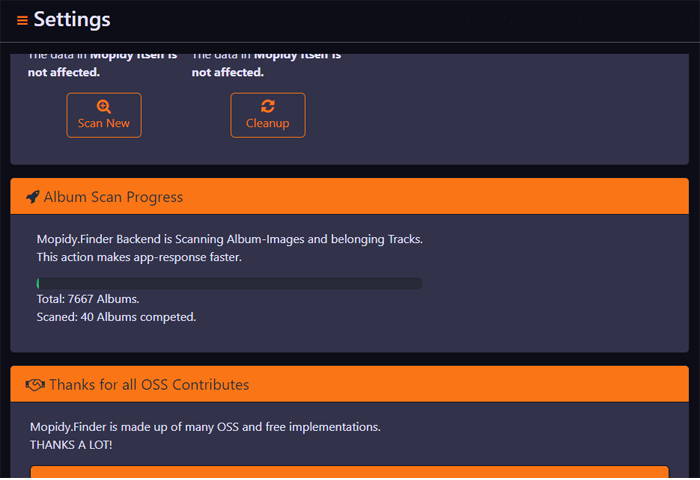 Settings
The data in Mopidy itself is
not affected.
The data in Mopidy itself is
not affected.
Scan New
Cleanup
Album Scan Progress
Mopidy.Finder Backend is Scanning Album-Images and belonging Tracks.
This action makes app-response faster.
Total: 7667 Albums.
Scaned: 40 Albums competed.
Thanks for all OSS Contributes
Mopidy.Finder is made up of many OSS and free implementations.
THANKS A LOT!